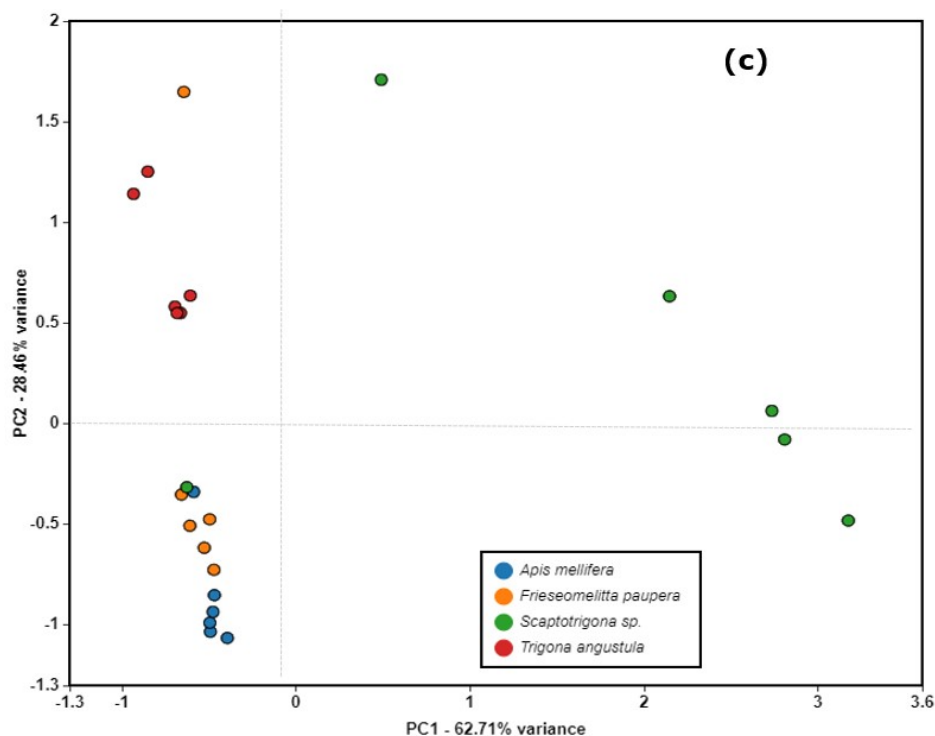 (c)
2
1.5
1
0.5
0
-0.5
-1
-1.3
PC2 - 28.46% variance
Apis mellifera
Frieseomelitta paupera
Scaptotrigona sp.
Trigona angustula
-1.3
-1
0
1
2
3
3.6
PC1 - 62.71% variance